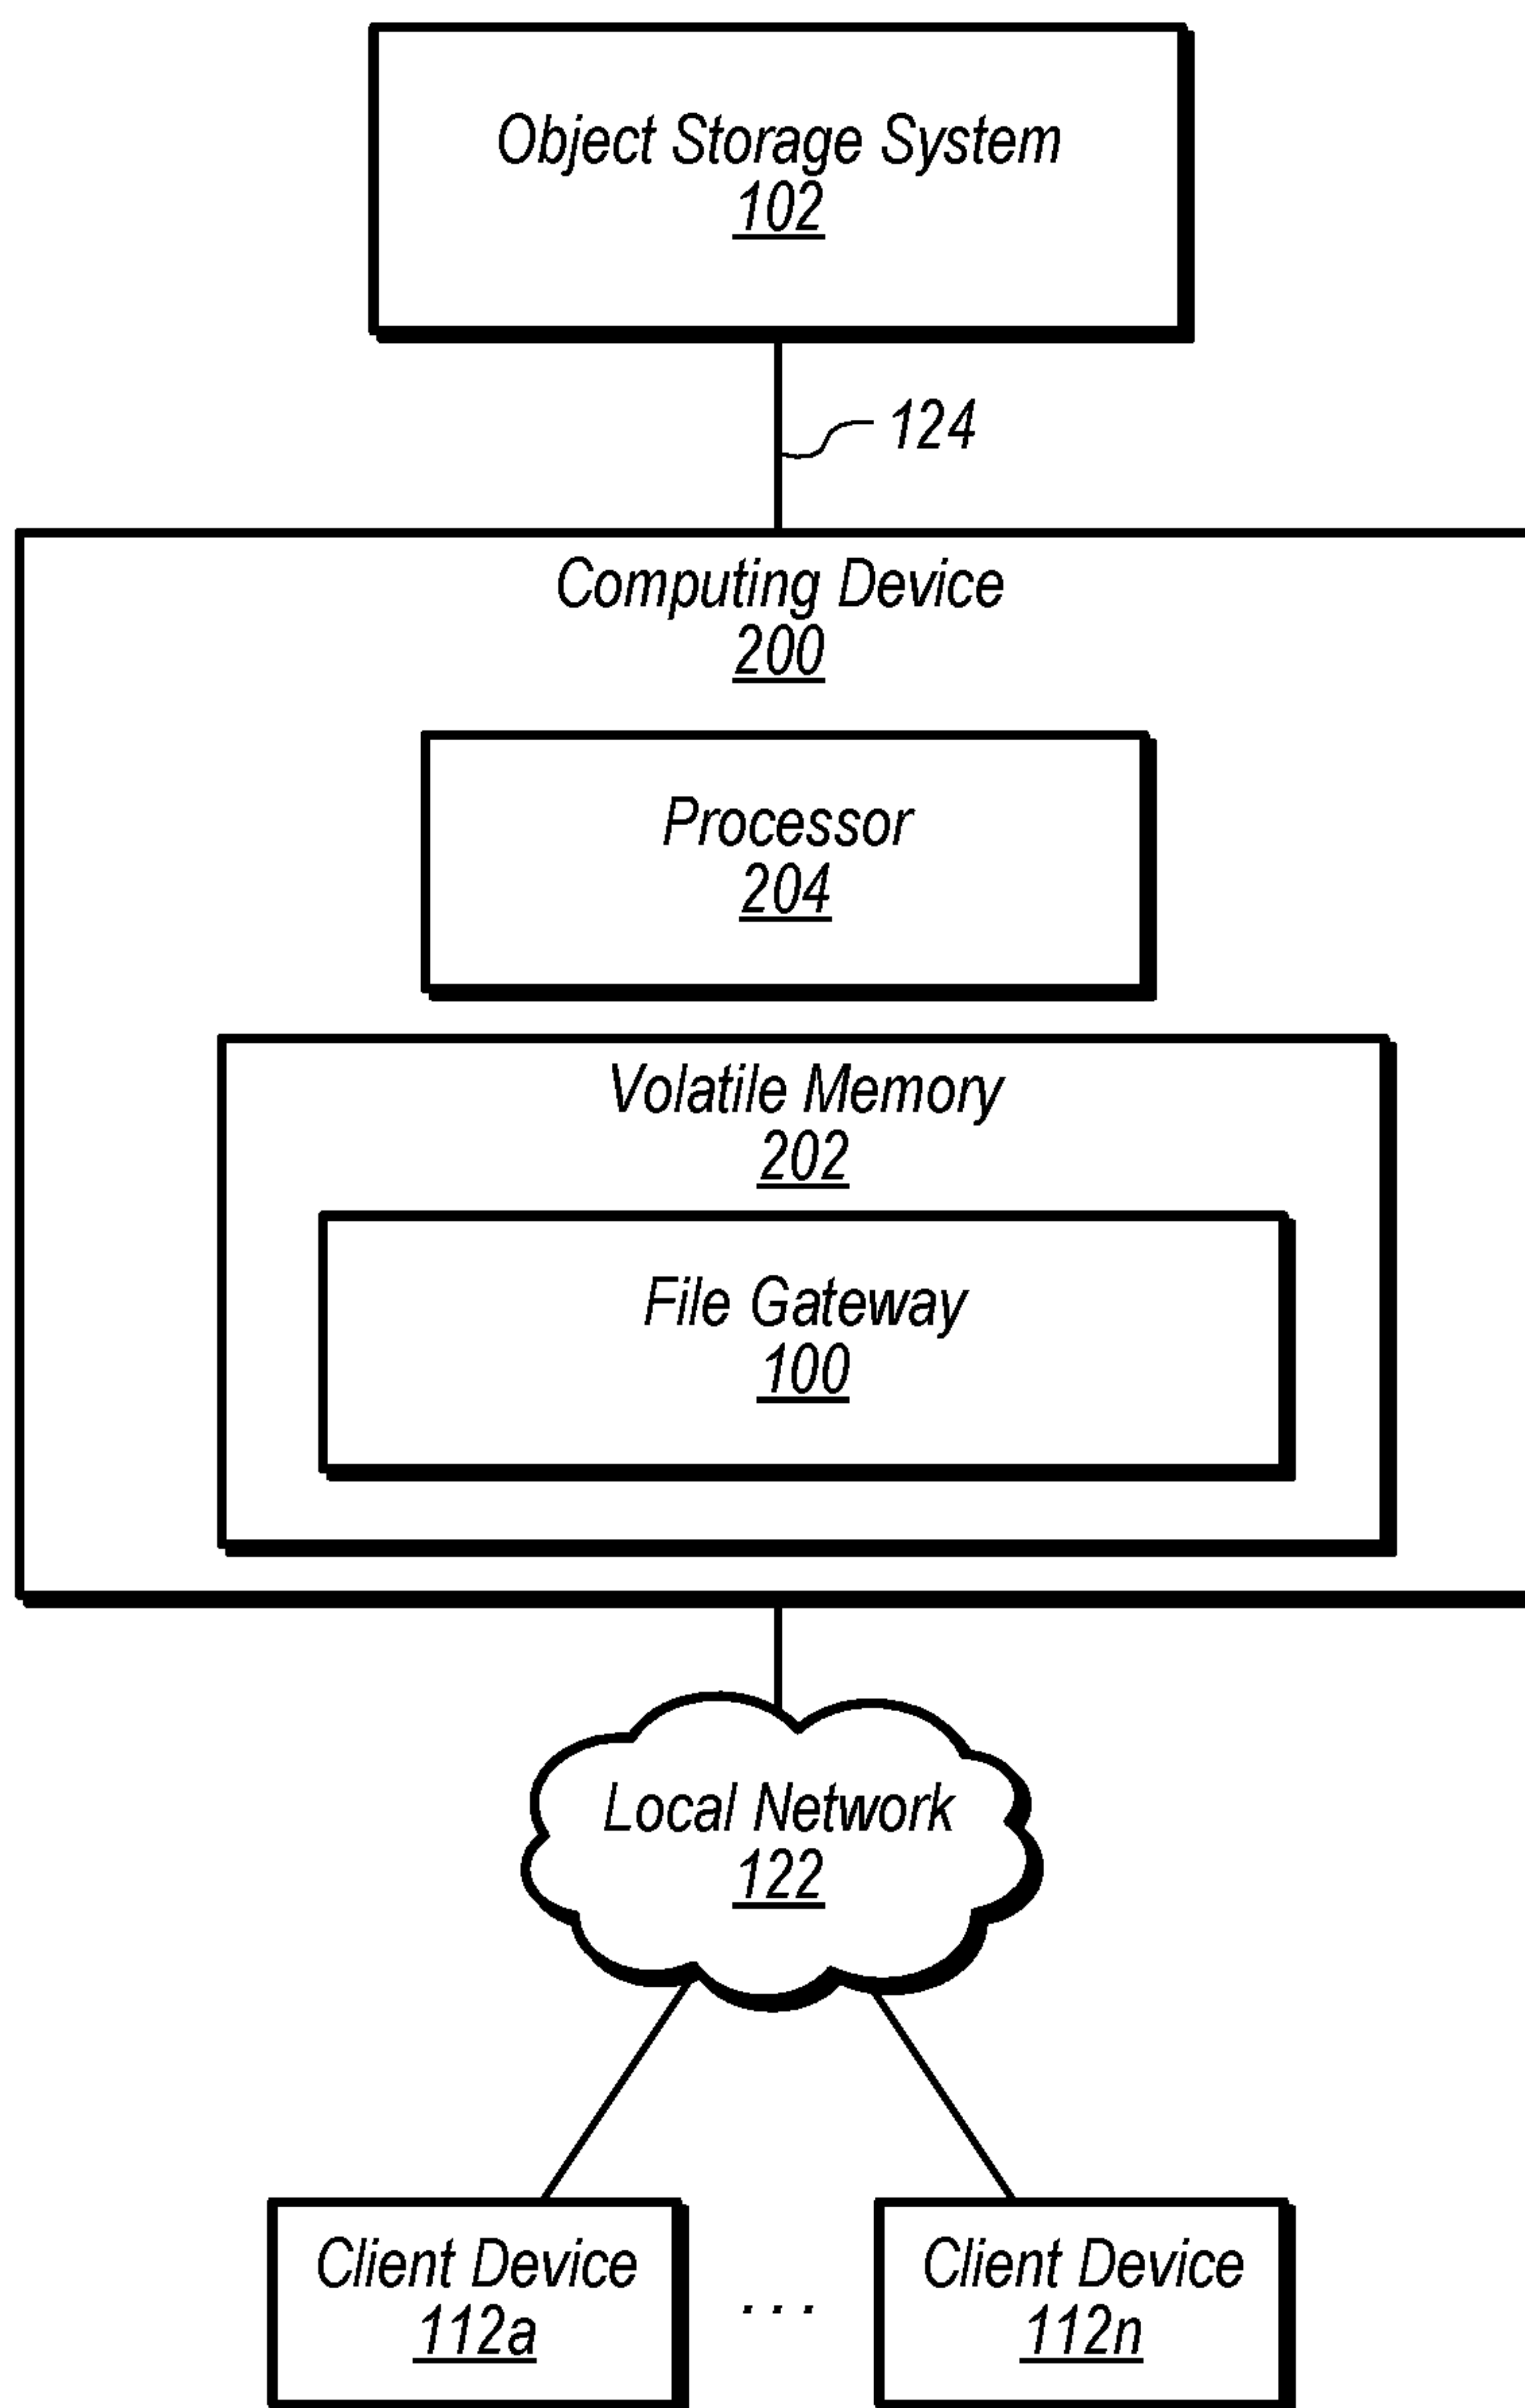 Object Storage System
102
124
Computing Device
200
Processor
204
Volatile Memory
202
File Gateway
100
Local Network
122
Client Device
112a
. . .
Client Device
112n